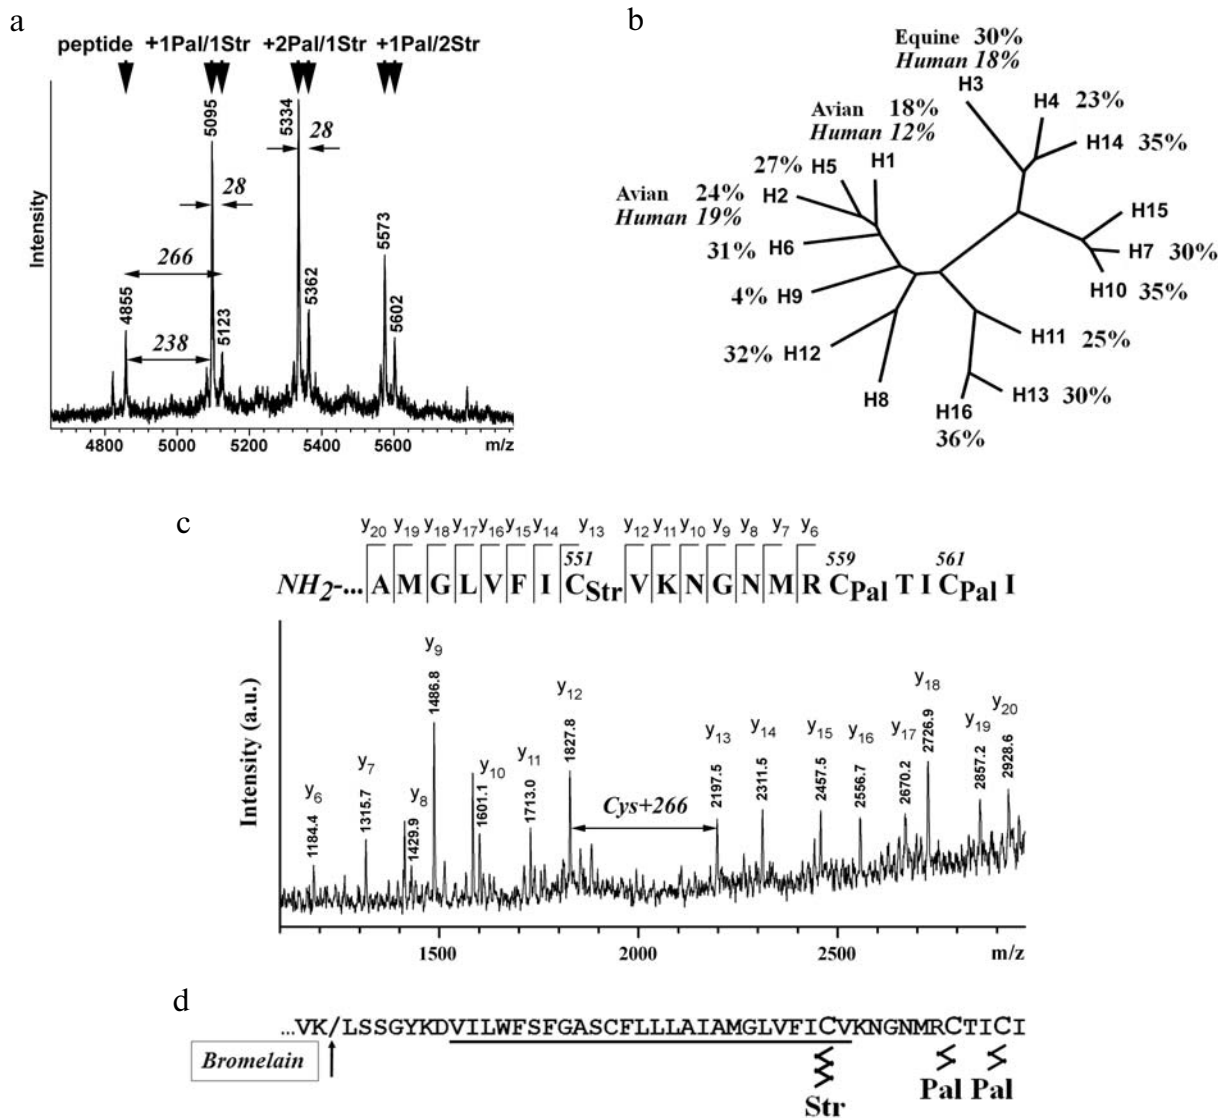 a
peptide +1Pal/1Str +2Pal/1Str +1Pal/2Str
Intensity
4855
5095
5123
5334
5362
5573
5602
28
28
266
238
4800 5000 5200 5400 5600 m/z
b
Equine 30%
Human 18%
H3
H4 23%
H14 35%
Avian 18%
Human 12%
H1
27% H5
Avian 24% H2
Human 19%
31% H6
4% H9
32% H12
H8
H15
H7 30%
H10 35%
H11 25%
H13 30%
H16
36%
c
y20 y19 y18 y17 y16 y15 y14 y13 y12 y11 y10 y9 y8 y7 y6
551 559 561
NH2-... A M G L V F I CStr V K N G N M R CPal T I CPal I
Intensity (a.u.)
y6 1184.4
y7 1315.7
y8 1429.9
y9 1486.8
y10 1601.1
y11 1713.0
y12 1827.8
Cys+266
y13 2197.5
y14 2311.5
y15 2457.5
y16 2556.7
y17 2670.2
y18 2726.9
y19 2857.2
y20 2928.6
1500 2000 2500 m/z
d
...VK/LSSGYKDVILWFSFGASCFLLLAIAMGLVFICVKNGNMRCTICI
Bromelain
Str Pal Pal